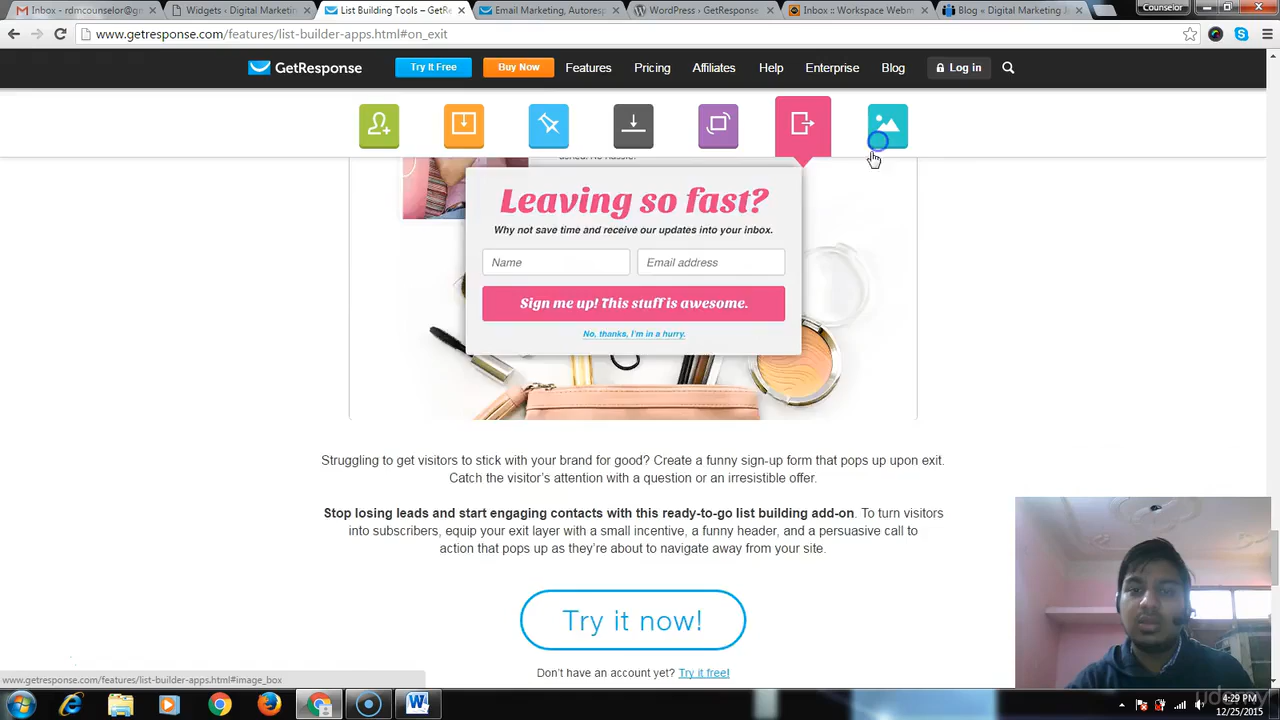 Inbox - rdmcounselor@gm
Widgets ‹ Digital Marketin
List Building Tools – GetRe
Email Marketing, Autoresp
WordPress ‹ GetResponse
Inbox :: Workspace Webm
Blog « Digital Marketing J
Counselor
www.getresponse.com/features/list-builder-apps.html#on_exit
GetResponse
Try It Free
Buy Now
Features
Pricing
Affiliates
Help
Enterprise
Blog
Log in
asked. No hassle.
Leaving so fast?
Why not save time and receive our updates into your inbox.
Name
Email address
Sign me up! This stuff is awesome.
No, thanks, I'm in a hurry.
Struggling to get visitors to stick with your brand for good? Create a funny sign-up form that pops up upon exit.
Catch the visitor's attention with a question or an irresistible offer.
Stop losing leads and start engaging contacts with this ready-to-go list building add-on. To turn visitors
into subscribers, equip your exit layer with a small incentive, a funny header, and a persuasive call to
action that pops up as they're about to navigate away from your site.
Try it now!
Don't have an account yet? Try it free!
www.getresponse.com/features/list-builder-apps.html#image_box
udemy
4:29 PM
12/25/2015